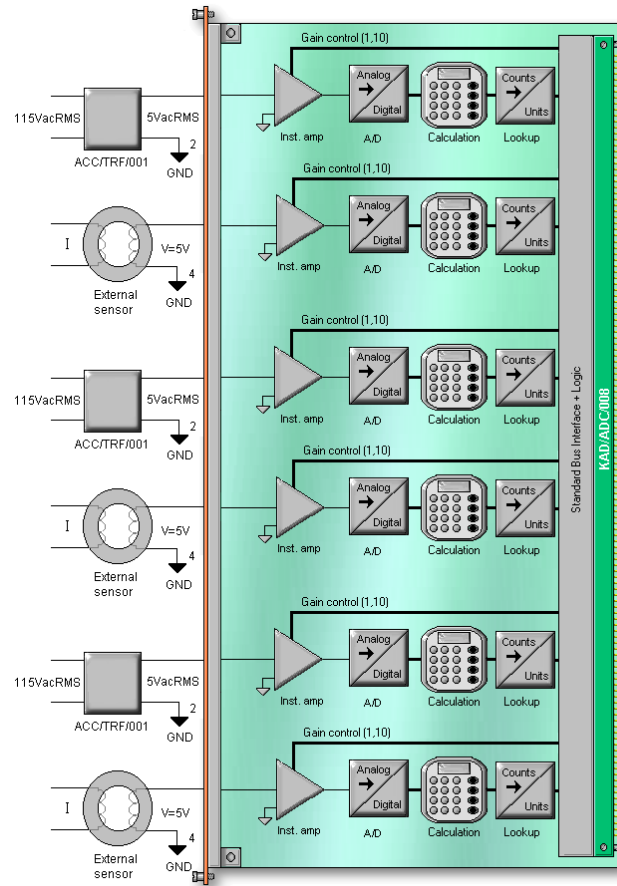 Gain control (1,10)
115VacRMS
5VacRMS
2
ACC/TRF/001
GND
Inst. amp
Analog
Digital
A/D
Calculation
Counts
Units
Lookup
Gain control (1,10)
I
V=5V
4
External
sensor
GND
Inst. amp
Analog
Digital
A/D
Calculation
Counts
Units
Lookup
Gain control (1,10)
115VacRMS
5VacRMS
2
ACC/TRF/001
GND
Inst. amp
Analog
Digital
A/D
Calculation
Counts
Units
Lookup
Gain control (1,10)
I
V=5V
4
External
sensor
GND
Inst. amp
Analog
Digital
A/D
Calculation
Counts
Units
Lookup
Gain control (1,10)
115VacRMS
5VacRMS
2
ACC/TRF/001
GND
Inst. amp
Analog
Digital
A/D
Calculation
Counts
Units
Lookup
Gain control (1,10)
I
V=5V
4
External
sensor
GND
Inst. amp
Analog
Digital
A/D
Calculation
Counts
Units
Lookup
Standard Bus Interface + Logic
KAD/ADC/008